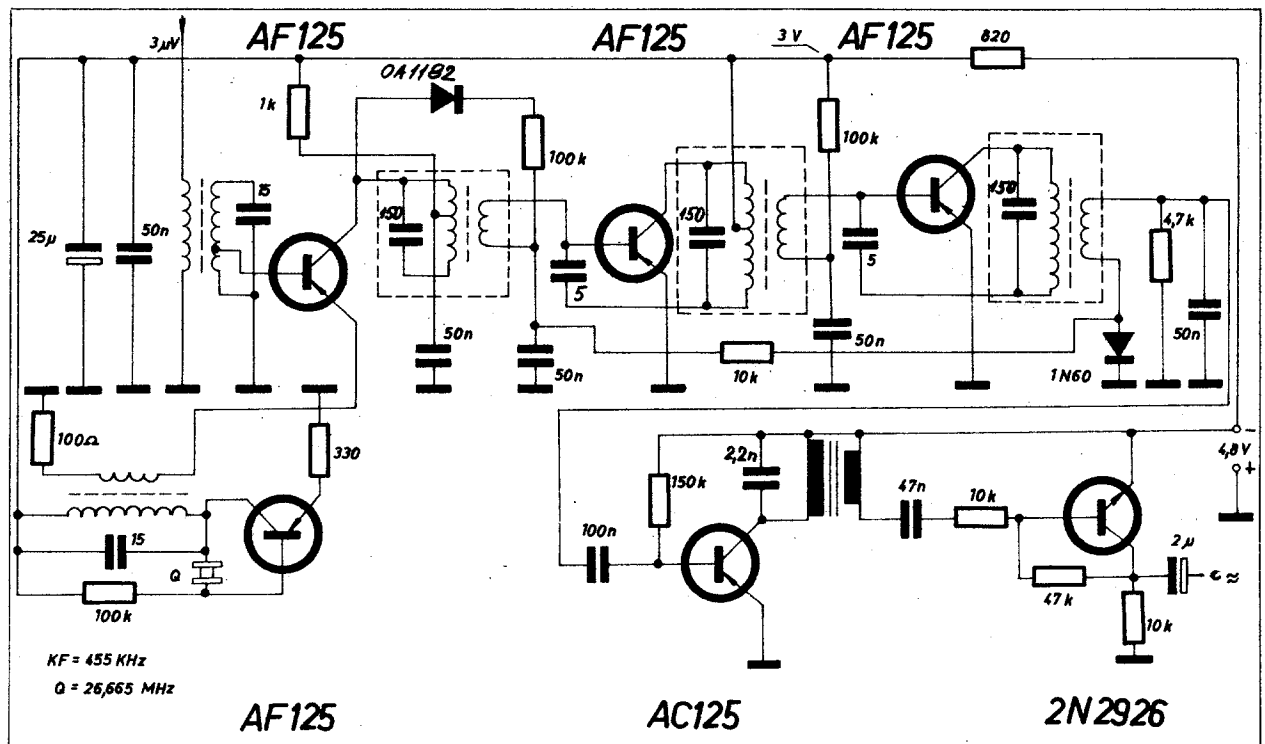 AF125
AF125
AF125
3µV
OA1182
3 V
820
1k
100k
100k
15
150
150
150
4,7k
25µ
50n
5
5
50n
50n
50n
50n
10k
1N60
100Ω
330
4,8V
-
+
2,2n
150k
47n
10k
100n
2µ
15
Q
≈
100k
47k
10k
KF = 455 KHz
Q = 26,665 MHz
AF125
AC125
2N2926